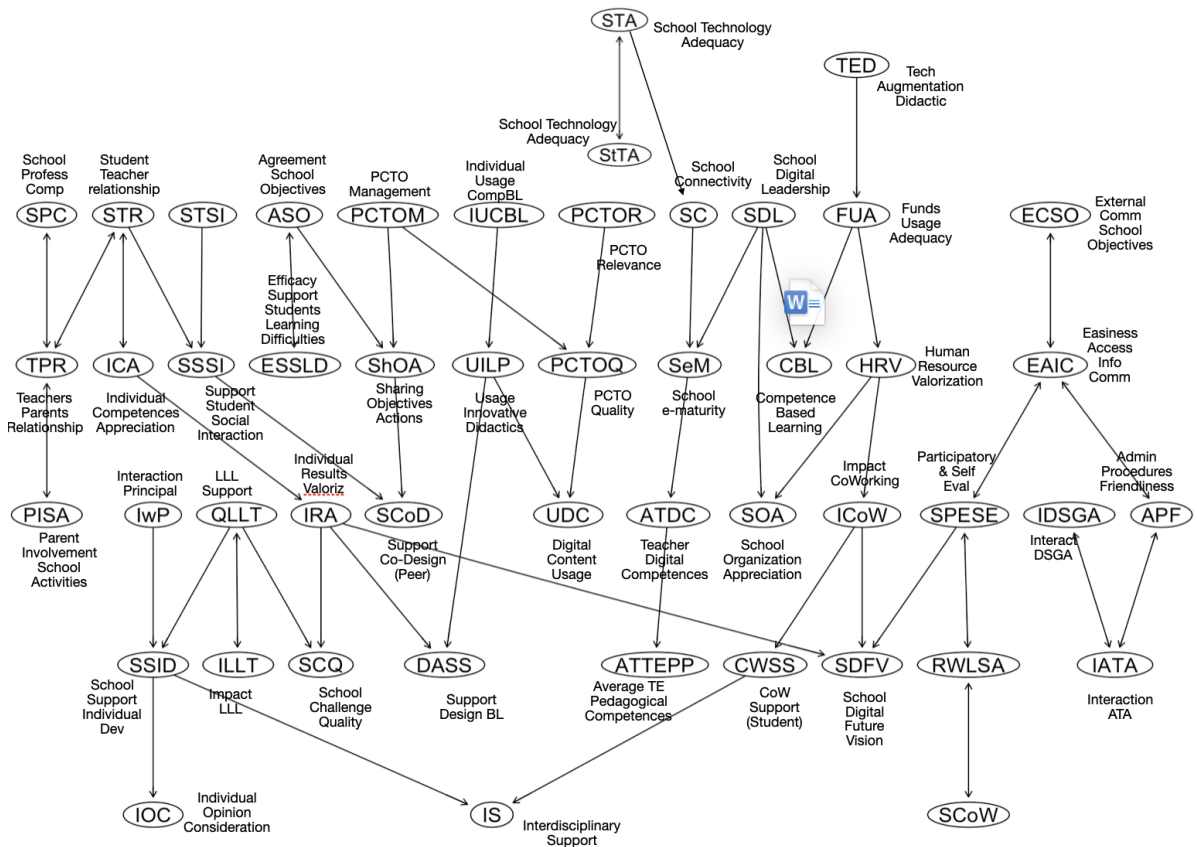 STA
School Technology
Adequacy
TED
Tech
Augmentation
Didactic
School Technology
Adequacy
StTA
School
Profess
Comp
Student
Teacher
relationship
Agreement
School
Objectives
PCTO
Management
Individual
Usage
CompBL
School
Connectivity
School
Digital
Leadership
SPC
STR
STSI
ASO
PCTOM
IUCBL
PCTOR
SC
SDL
FUA
Funds
Usage
Adequacy
ECSO
External
Comm
School
Objectives
PCTO
Relevance
Efficacy
Support
Students
Learning
Difficulties
W
TPR
ICA
SSSI
ESSLD
ShOA
UILP
PCTOQ
SeM
CBL
HRV
Human
Resource
Valorization
EAIC
Easiness
Access
Info
Comm
Teachers
Parents
Relationship
Individual
Competences
Appreciation
Support
Student
Social
Interaction
Sharing
Objectives
Actions
Usage
Innovative
Didactics
PCTO
Quality
School
e-maturity
Competence
Based
Learning
Interaction
Principal
LLL
Support
Individual
Results
Valoriz
Impact
CoWorking
Participatory
& Self
Eval
Admin
Procedures
Friendliness
PISA
IwP
QLLT
IRA
SCoD
UDC
ATDC
SOA
ICoW
SPESE
IDSGA
APF
Parent
Involvement
School
Activities
Support
Co-Design
(Peer)
Digital
Content
Usage
Teacher
Digital
Competences
School
Organization
Appreciation
Interact
DSGA
SSID
ILLT
SCQ
DASS
ATTEPP
CWSS
SDFV
RWLSA
IATA
School
Support
Individual
Dev
Impact
LLL
School
Challenge
Quality
Support
Design BL
Average TE
Pedagogical
Competences
CoW
Support
(Student)
School
Digital
Future
Vision
Interaction
ATA
IOC
Individual
Opinion
Consideration
IS
Interdisciplinary
Support
SCoW